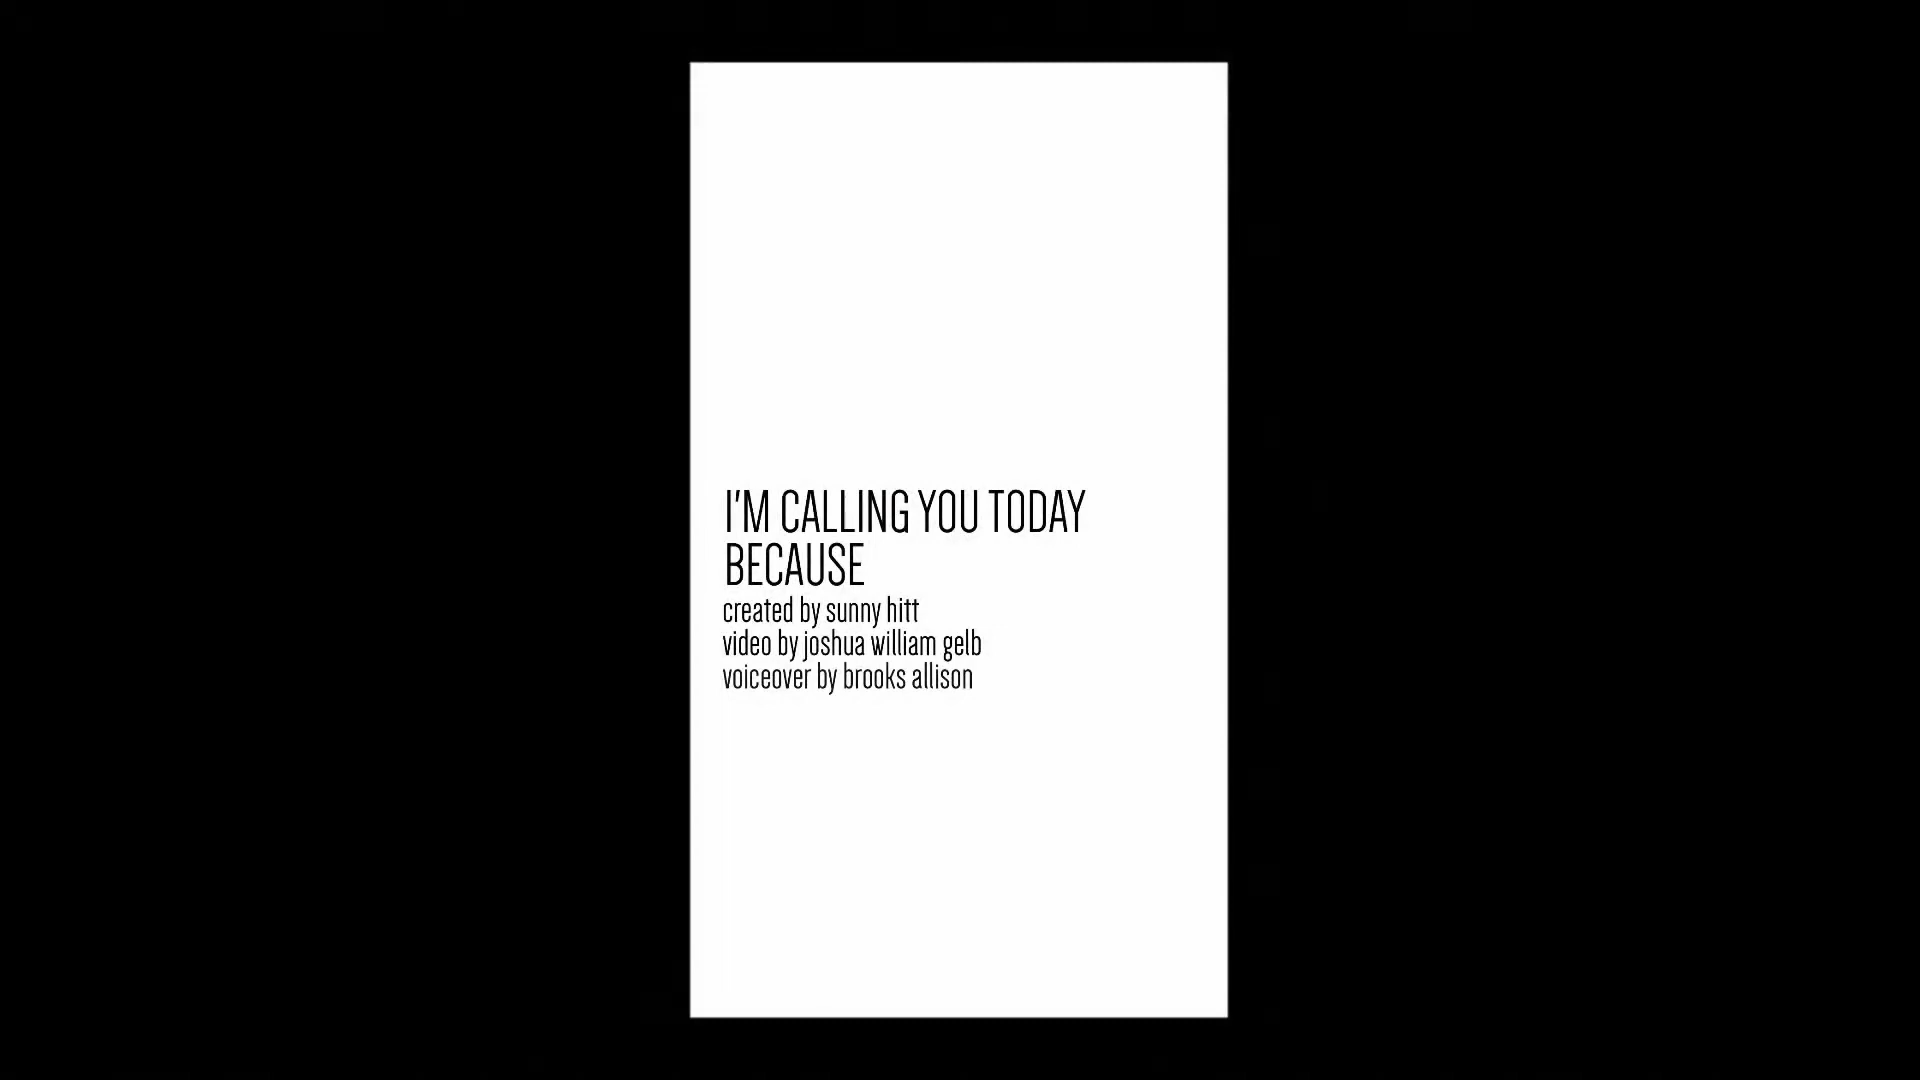 I'M CALLING YOU TODAY
BECAUSE
created by sunny hitt
video by joshua william gelb
voiceover by brooks allison